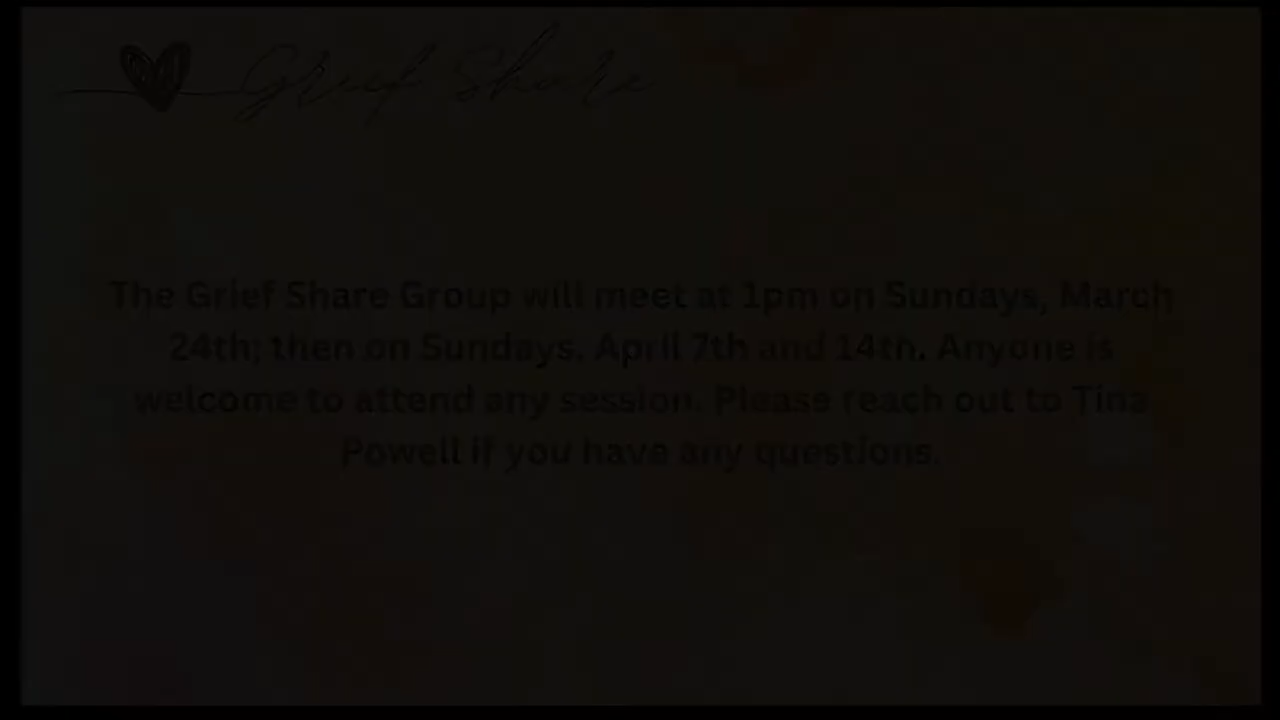 Grief Share
The Grief Share Group will meet at 1pm on Sundays, March
24th; then on Sundays, April 7th and 14th. Anyone is
welcome to attend any session. Please reach out to Tina
Powell if you have any questions.